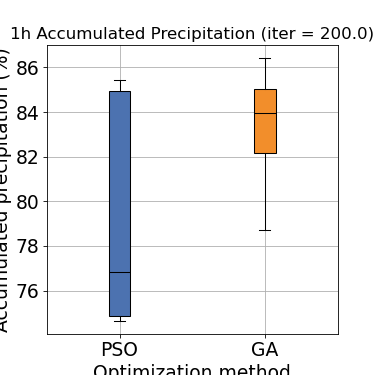 1h Accumulated Precipitation (iter = 200.0)
Accumulated precipitation (%)
86
84
82
80
78
76
PSO GA
Optimization method